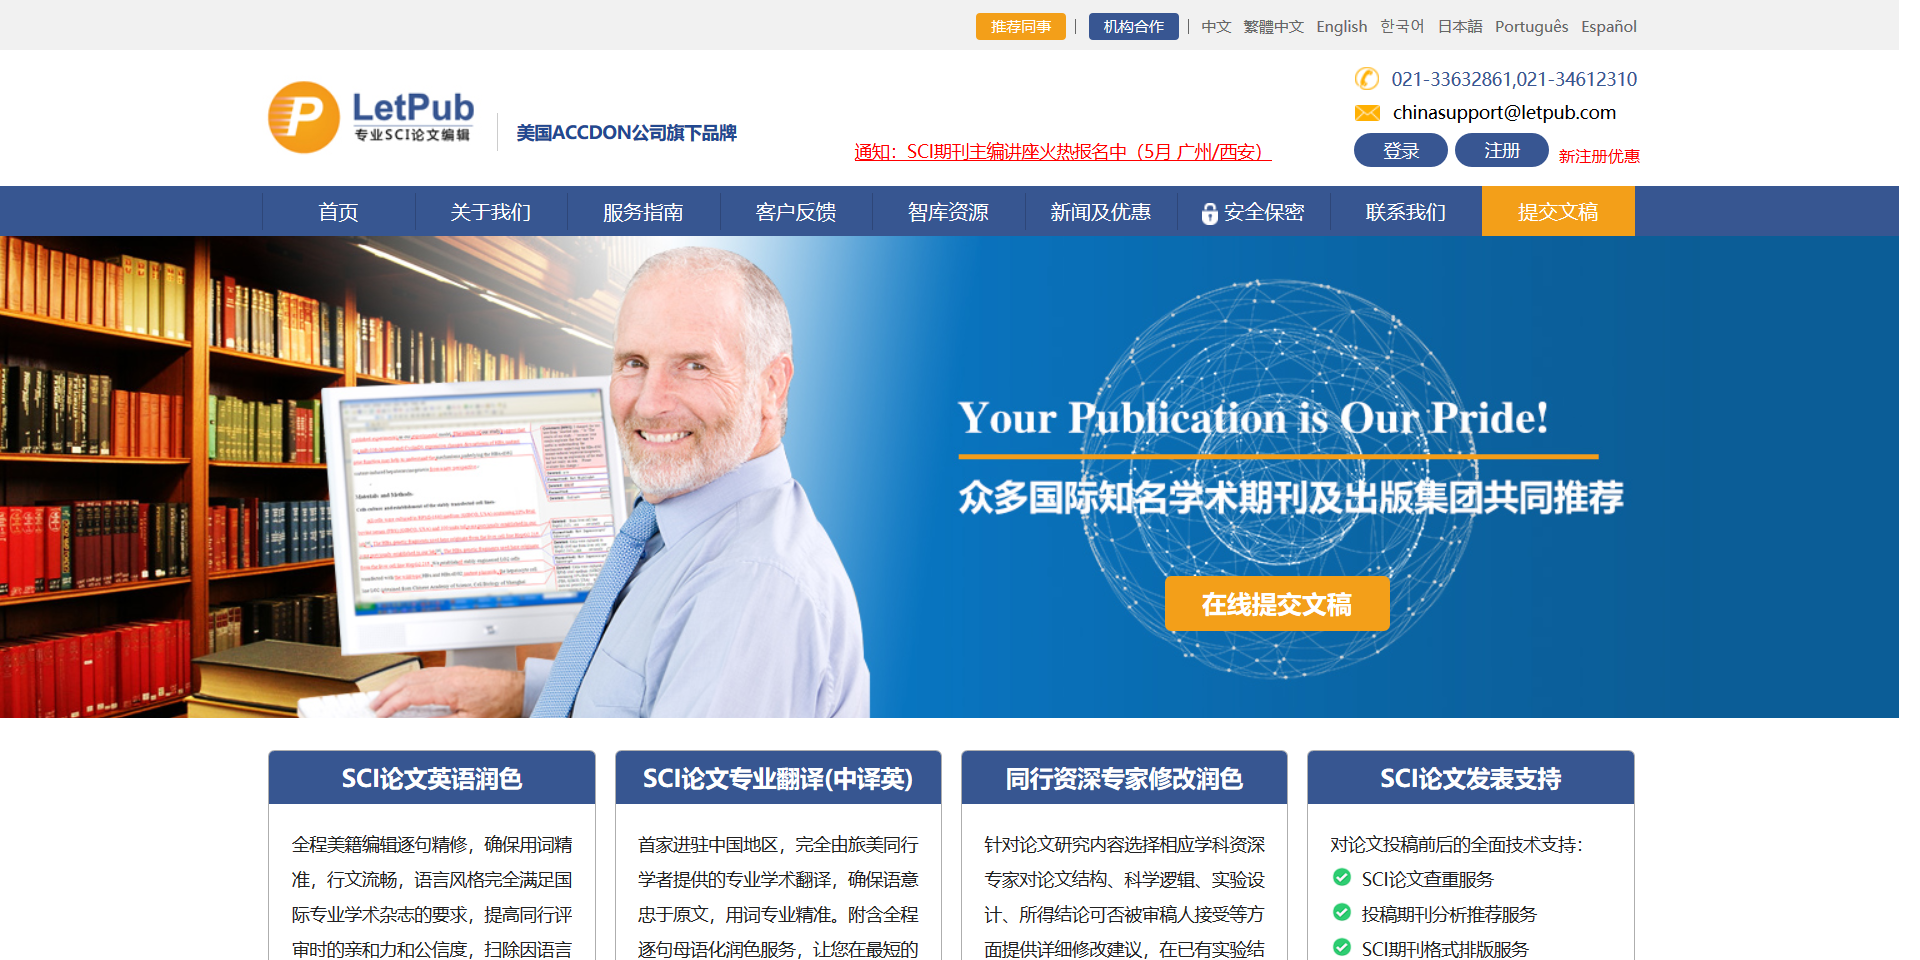 推荐同事 | 机构合作 | 中文 繁體中文 English 한국어 日本語 Português Español
LetPub
专业SCI论文编辑
美国ACCDON公司旗下品牌
通知：SCI期刊主编讲座火热报名中（5月 广州/西安）
021-33632861,021-34612310
chinasupport@letpub.com
登录 注册 新注册优惠
首页 关于我们 服务指南 客户反馈 智库资源 新闻及优惠 安全保密 联系我们 提交文稿
Materials and Methods
Your Publication is Our Pride!
众多国际知名学术期刊及出版集团共同推荐
在线提交文稿
SCI论文英语润色
全程美籍编辑逐句精修，确保用词精
准，行文流畅，语言风格完全满足国
际专业学术杂志的要求，提高同行评
审时的亲和力和公信度，扫除因语言
SCI论文专业翻译(中译英)
首家进驻中国地区，完全由旅美同行
学者提供的专业学术翻译，确保语意
忠于原文，用词专业精准。附含全程
逐句母语化润色服务，让您在最短的
同行资深专家修改润色
针对论文研究内容选择相应学科资深
专家对论文结构、科学逻辑、实验设
计、所得结论可否被审稿人接受等方
面提供详细修改建议，在已有实验结
SCI论文发表支持
对论文投稿前后的全面技术支持：
SCI论文查重服务
投稿期刊分析推荐服务
SCI期刊格式排版服务